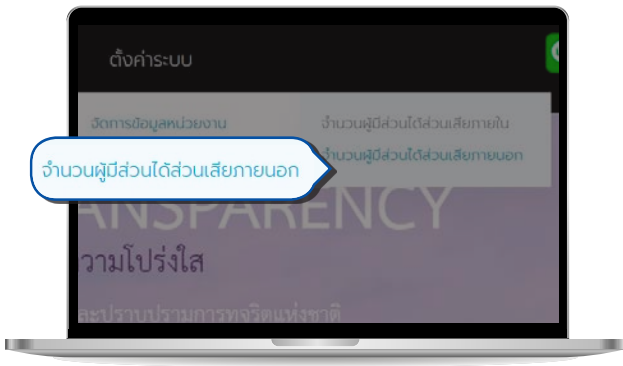 ตั้งค่าระบบ
จัดการข้อมูลหน่วยงาน
จำนวนผู้มีส่วนได้ส่วนเสียภายใน
จำนวนผู้มีส่วนได้ส่วนเสียภายนอก
จำนวนผู้มีส่วนได้ส่วนเสียภายนอก
ANSPARENCY
วามโปร่งใส
ละปราบปรามการทุจริตแห่งชาติ